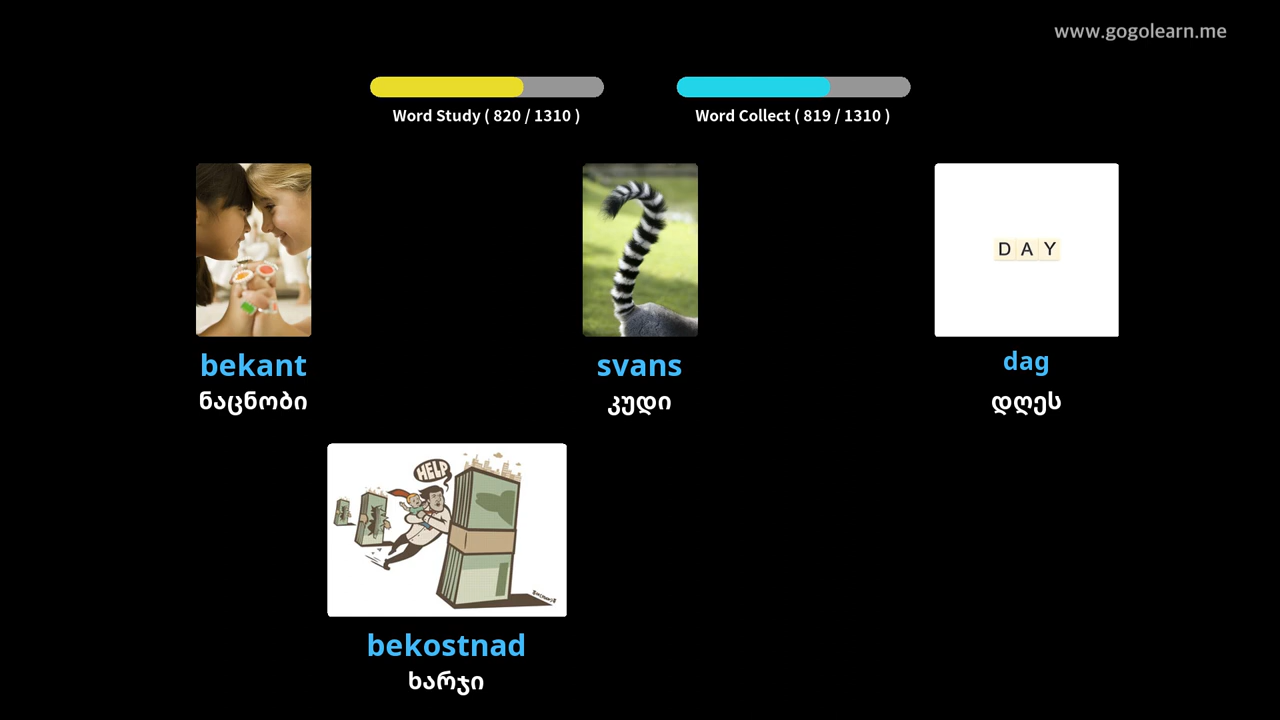 www.gogolearn.me
Word Study ( 820 / 1310 )
Word Collect ( 819 / 1310 )
DAY
bekant
ნაცნობი
svans
კუდი
dag
დღეს
HELP
bekostnad
ხარჯი